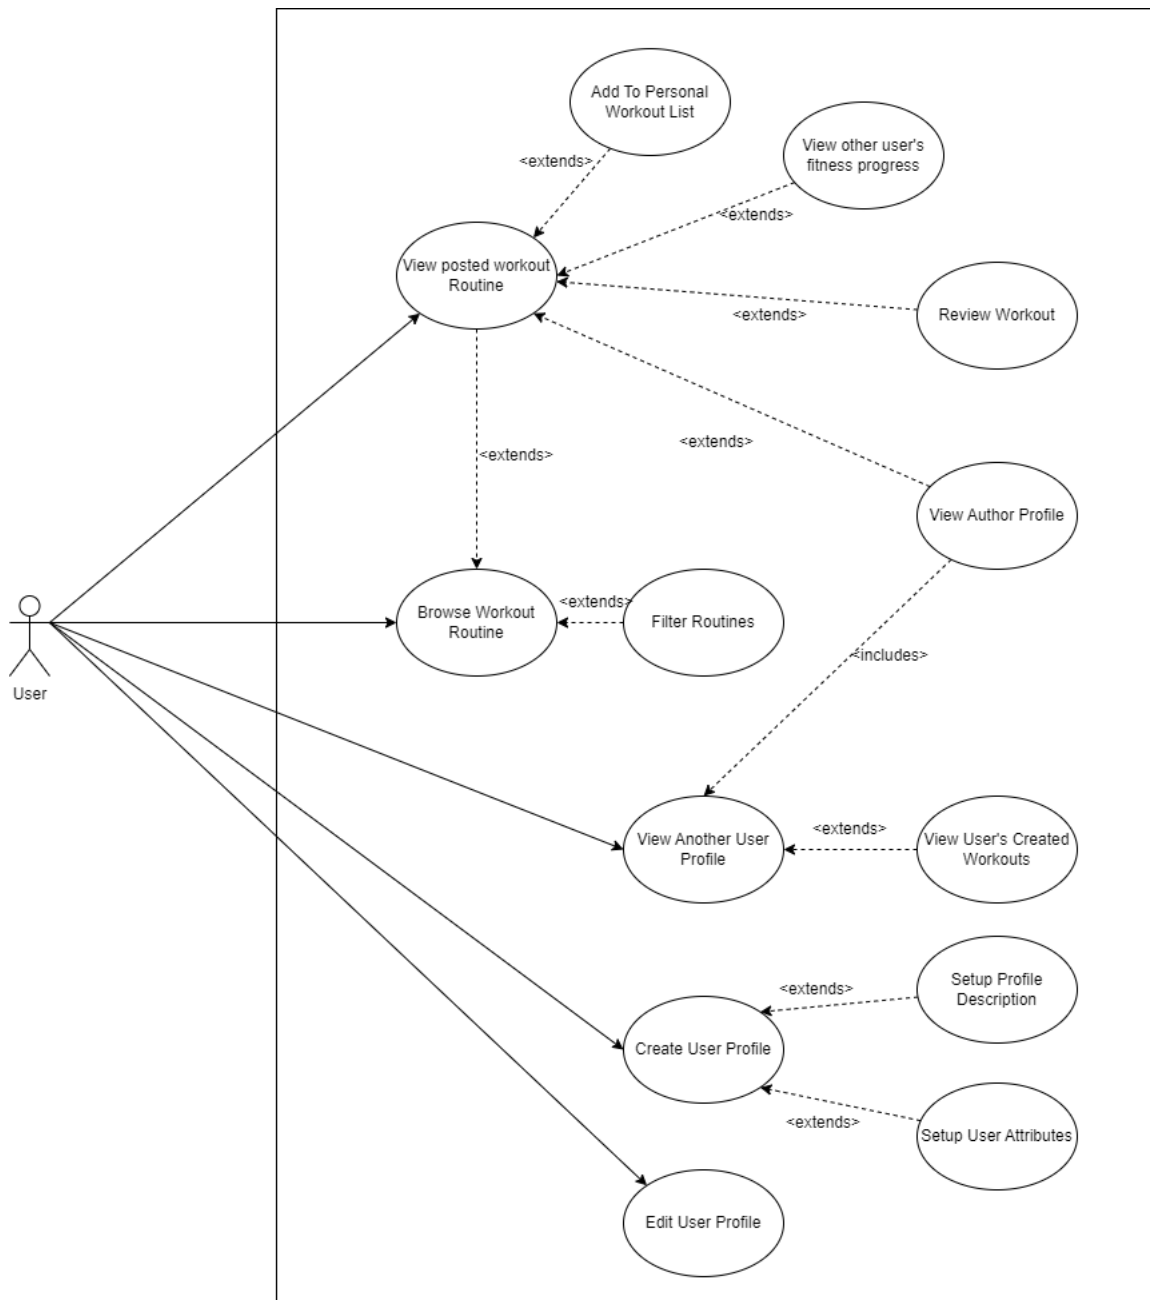 Add To Personal
Workout List
<extends>
View other user's
fitness progress
<extends>
View posted workout
Routine
<extends>
Review Workout
<extends>
<extends>
View Author Profile
Browse Workout
Routine
<extends>
Filter Routines
<includes>
User
View Another User
Profile
<extends>
View User's Created
Workouts
Setup Profile
Description
<extends>
Create User Profile
<extends>
Setup User Attributes
Edit User Profile